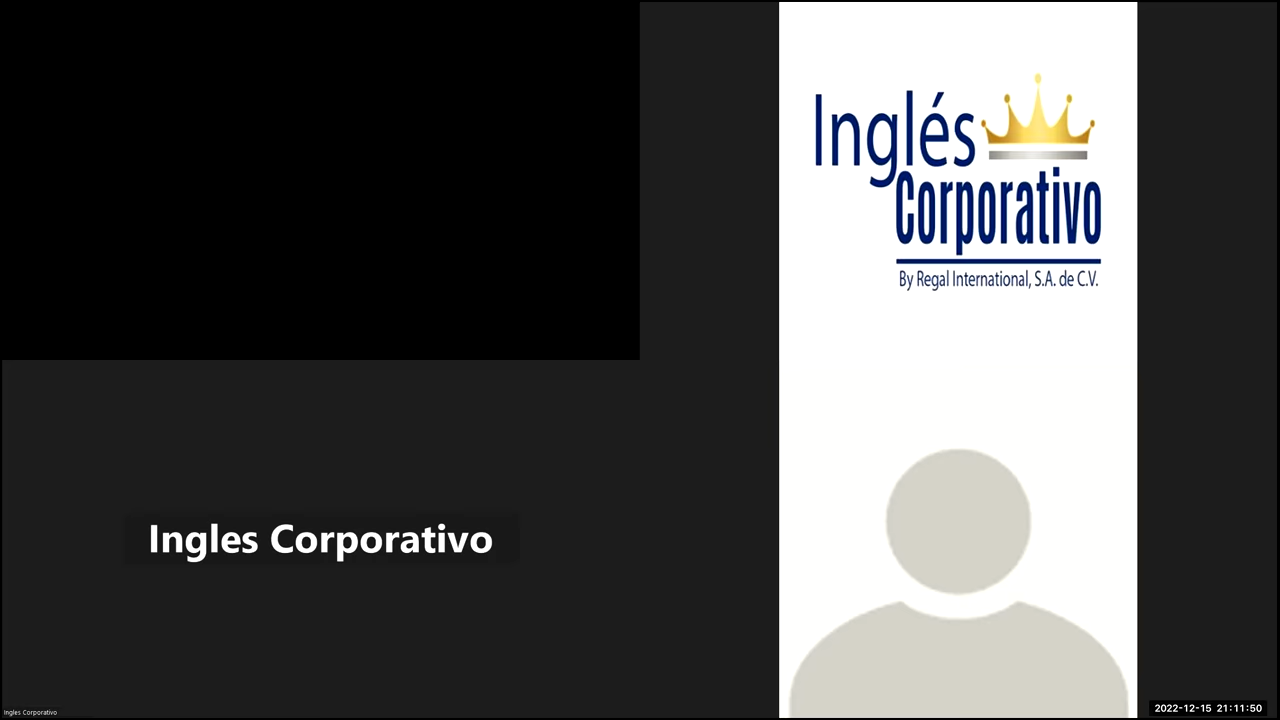 Inglés
Corporativo
By Regal International, S.A. de C.V.
Ingles Corporativo
Ingles Corporativo
2022-12-15 21:11:50